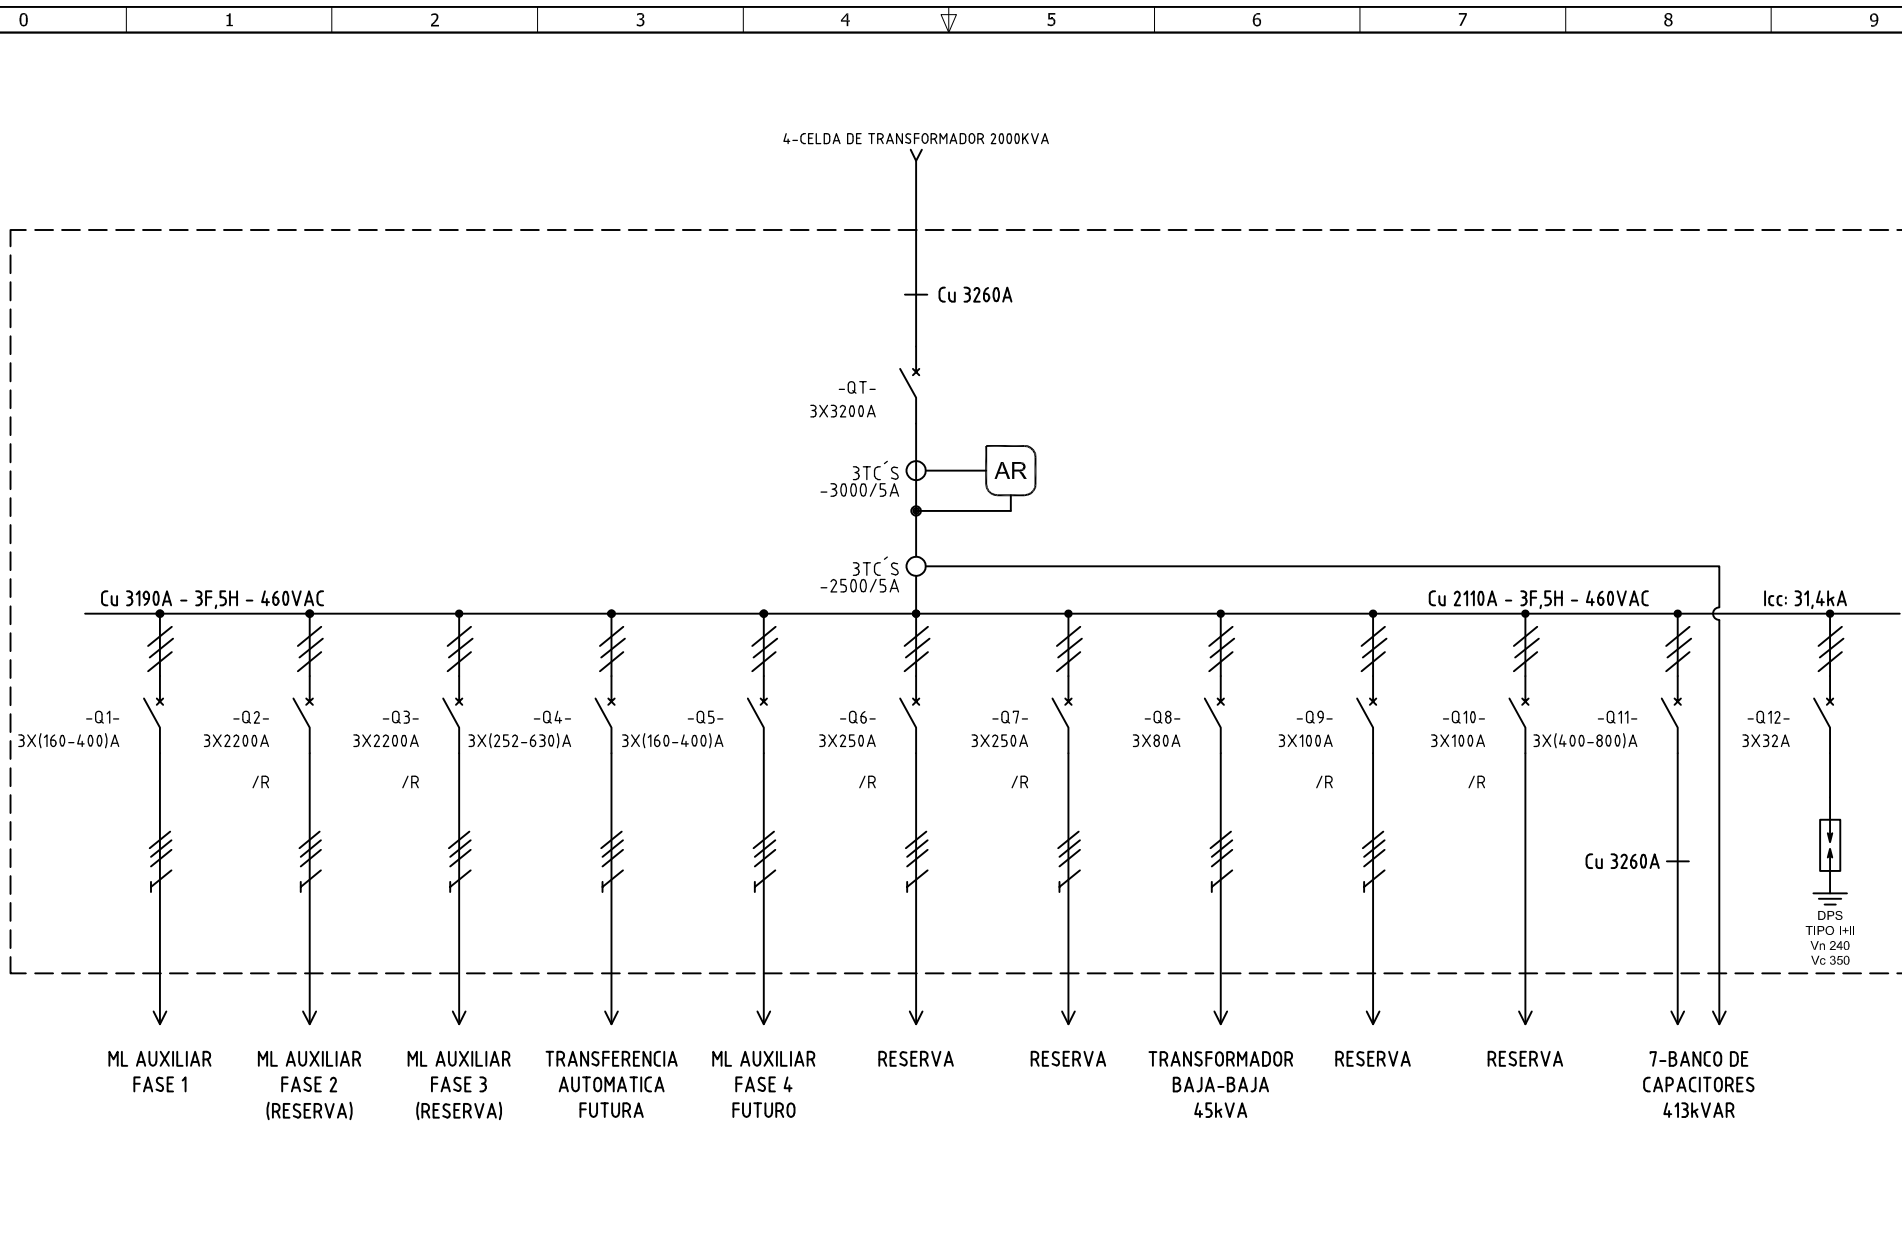 0 1 2 3 4 5 6 7 8 9
4-CELDA DE TRANSFORMADOR 2000KVA
Cu 3260A
-QT-
3X3200A
3TC´S
-3000/5A
AR
3TC´S
-2500/5A
Cu 3190A - 3F,5H - 460VAC
Cu 2110A - 3F,5H - 460VAC
Icc: 31,4kA
-Q1-
3X(160-400)A
-Q2-
3X2200A
/R
-Q3-
3X2200A
/R
-Q4-
3X(252-630)A
-Q5-
3X(160-400)A
-Q6-
3X250A
/R
-Q7-
3X250A
/R
-Q8-
3X80A
-Q9-
3X100A
/R
-Q10-
3X100A
/R
-Q11-
3X(400-800)A
-Q12-
3X32A
Cu 3260A
DPS
TIPO I+II
Vn 240
Vc 350
ML AUXILIAR
FASE 1
ML AUXILIAR
FASE 2
(RESERVA)
ML AUXILIAR
FASE 3
(RESERVA)
TRANSFERENCIA
AUTOMATICA
FUTURA
ML AUXILIAR
FASE 4
FUTURO
RESERVA
RESERVA
TRANSFORMADOR
BAJA-BAJA
45kVA
RESERVA
RESERVA
7-BANCO DE
CAPACITORES
413kVAR